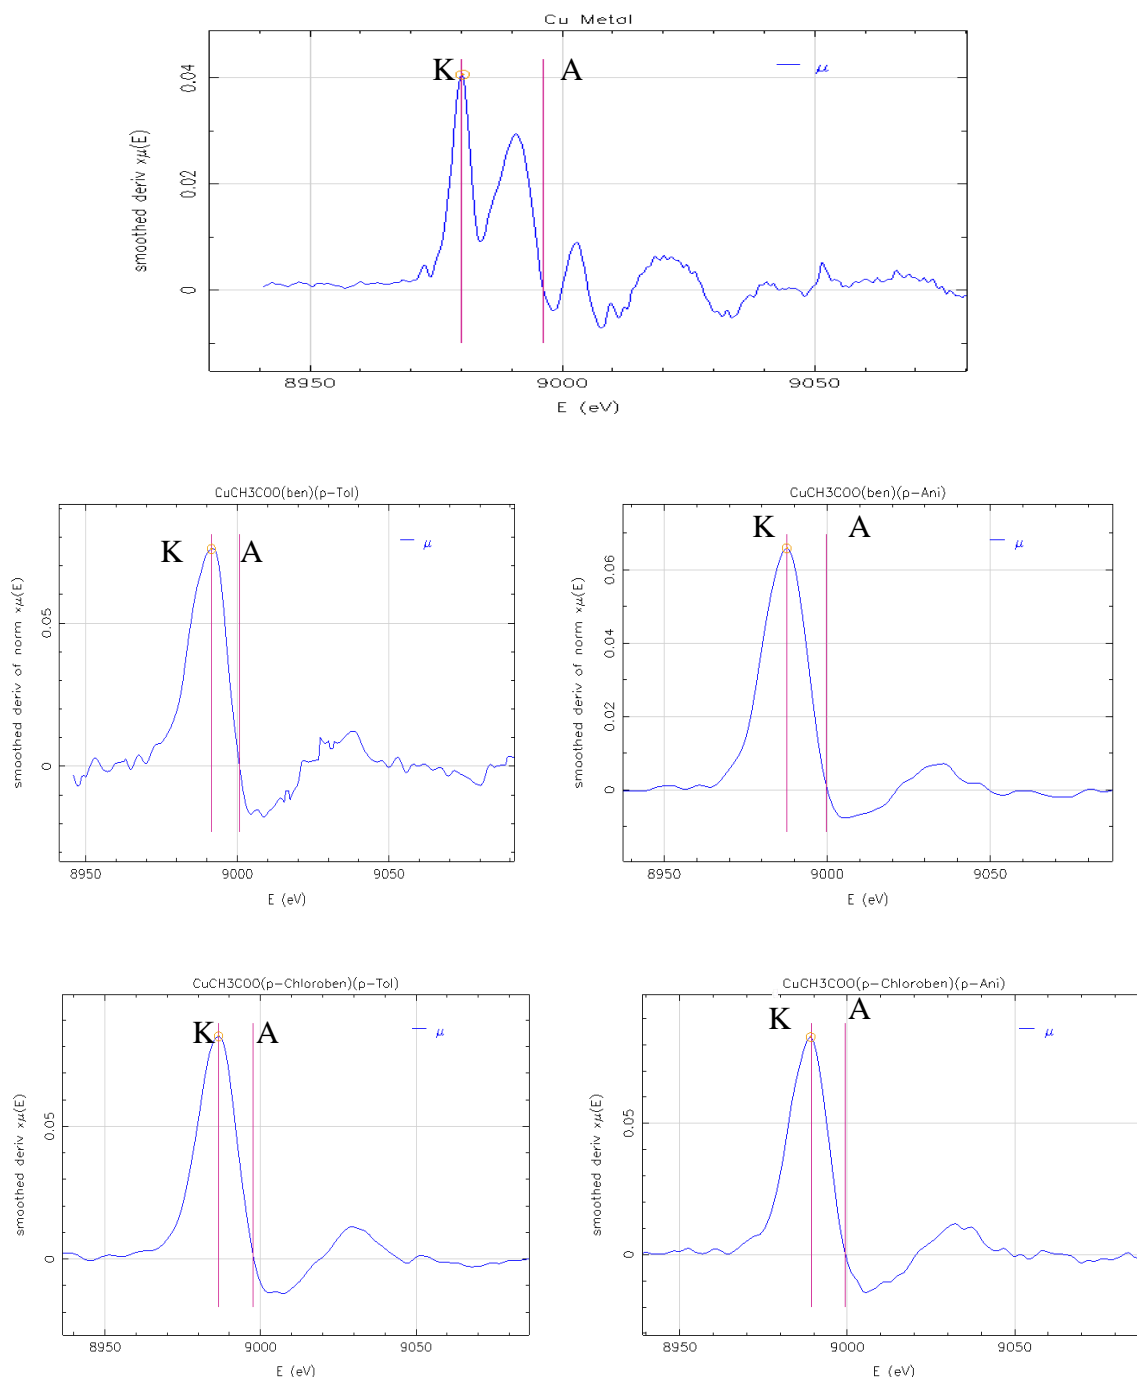 Cu Metal
K A
μ
smoothed deriv xμ(E)
0.04
0.02
0
8950 9000 9050
E (eV)
CuCH3COO(ben)(p-Tol)
K A
μ
smoothed deriv of norm xμ(E)
0.05
0
8950 9000 9050
E (eV)
CuCH3COO(ben)(p-Ani)
K A
μ
smoothed deriv of norm xμ(E)
0.06
0.04
0.02
0
8950 9000 9050
E (eV)
CuCH3COO(p-Chloroben)(p-Tol)
K A
μ
smoothed deriv xμ(E)
0.05
0
8950 9000 9050
E (eV)
CuCH3COO(p-Chloroben)(p-Ani)
K A
μ
smoothed deriv xμ(E)
0.05
0
8950 9000 9050
E (eV)